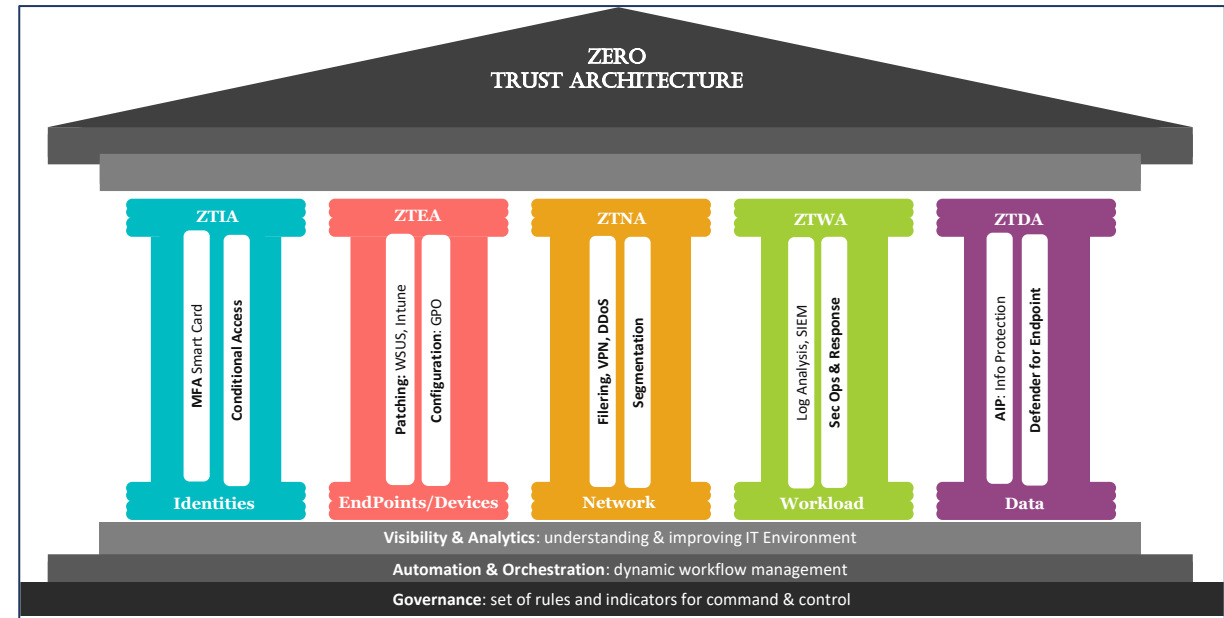 ZERO
TRUST ARCHITECTURE
ZTIA
MFA Smart Card
Conditional Access
Identities
ZTEA
Patching: WSUS, Intune
Configuration: GPO
EndPoints/Devices
ZTNA
Filering, VPN, DDoS
Segmentation
Network
ZTWA
Log Analysis, SIEM
Sec Ops & Response
Workload
ZTDA
AIP: Info Protection
Defender for Endpoint
Data
Visibility & Analytics: understanding & improving IT Environment
Automation & Orchestration: dynamic workflow management
Governance: set of rules and indicators for command & control